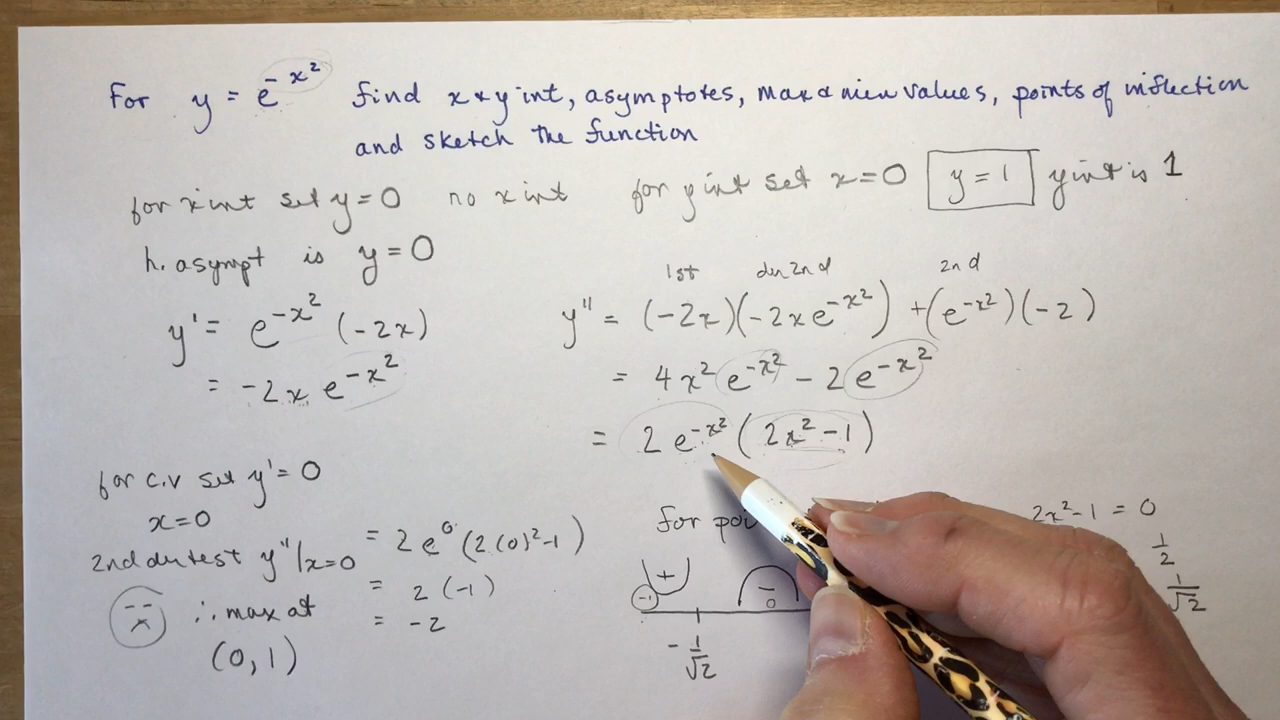 For y = e^-x² find x & y int, asymptotes, max & min values, points of inflection
and sketch the function
for x int set y=0 no x int for y int set x=0 y=1 y int is 1
h. asympt is y=0
y' = e^-x² (-2x)
= -2x e^-x²
1st der 2nd 2nd
y" = (-2x)(-2xe^-x²) + (e^-x²)(-2)
= 4x² e^-x² - 2 e^-x²
= 2 e^-x² (2x²-1)
for c.v set y'=0
x=0
2nd der test y"|x=0 = 2e⁰(2(0)²-1)
= 2(-1)
= -2
∴ max at
(0,1)
For 2x²-1 = 0
1/2
1/√2
+ -
-1 0
-1/√2